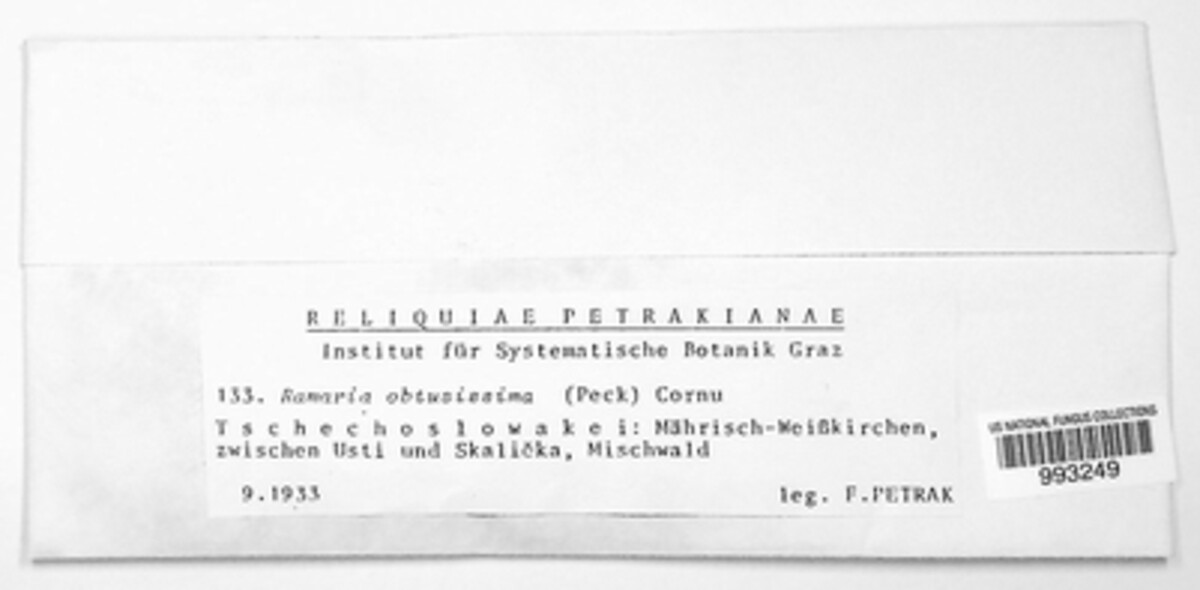 RELIQUIAE PETRAKIANAE
Institut für Systematische Botanik Graz
133. Ramaria obtusissima (Peck) Cornu
Tschechoslowakei: Mährisch-Weißkirchen,
zwischen Usti und Skalička, Mischwald
9.1933 leg. F.PETRAK
US NATIONAL FUNGUS COLLECTIONS
993249